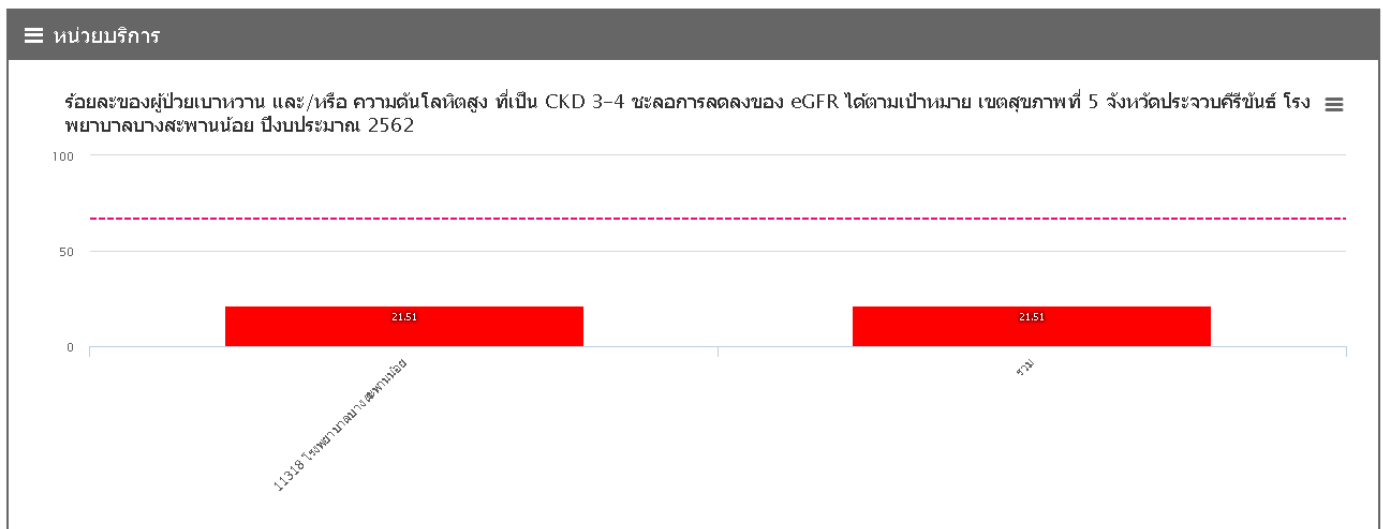 หน่วยบริการ
ร้อยละของผู้ป่วยเบาหวาน และ/หรือ ความดันโลหิตสูง ที่เป็น CKD 3-4 ชะลอการลดลงของ eGFR ได้ตามเป้าหมาย เขตสุขภาพที่ 5 จังหวัดประจวบคีรีขันธ์ โรง
พยาบาลบางสะพานน้อย ปีงบประมาณ 2562
100
50
0
21.51
21.51
11318 โรงพยาบาลบางสะพานน้อย
รวม